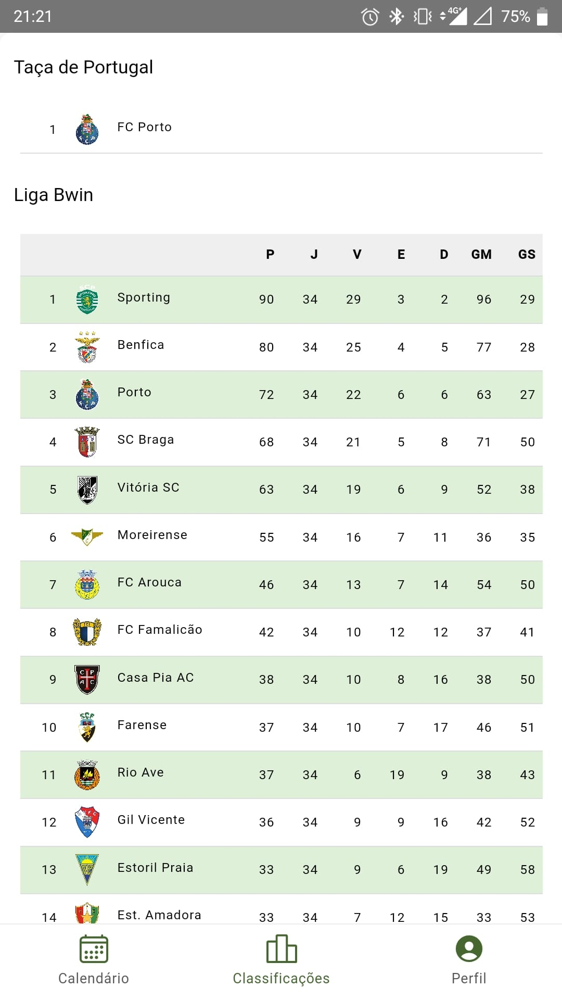 21:21 4G+ 75%
Taça de Portugal
1 FC Porto
Liga Bwin
P J V E D GM GS
1 Sporting 90 34 29 3 2 96 29
2 Benfica 80 34 25 4 5 77 28
3 Porto 72 34 22 6 6 63 27
4 SC Braga 68 34 21 5 8 71 50
5 Vitória SC 63 34 19 6 9 52 38
6 Moreirense 55 34 16 7 11 36 35
7 FC Arouca 46 34 13 7 14 54 50
8 FC Famalicão 42 34 10 12 12 37 41
9 Casa Pia AC 38 34 10 8 16 38 50
10 Farense 37 34 10 7 17 46 51
11 Rio Ave 37 34 6 19 9 38 43
12 Gil Vicente 36 34 9 9 16 42 52
13 Estoril Praia 33 34 9 6 19 49 58
14 Est. Amadora 33 34 7 12 15 33 53
Calendário Classificações Perfil